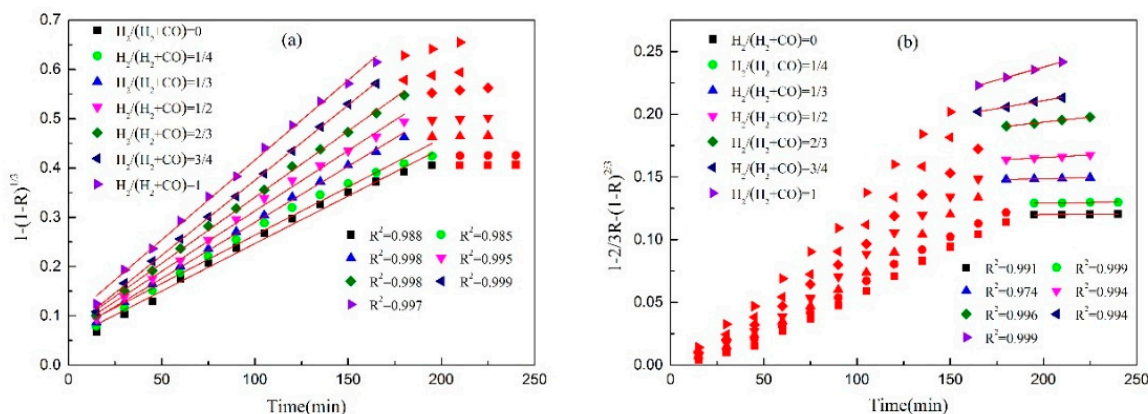 0.7
0.6
0.5
0.4
0.3
0.2
0.1
0
50
100
150
200
250
1-(1-R)^1/3
Time(min)
(a)
H₂/(H₂+CO)=0
H₂/(H₂+CO)=1/4
H₂/(H₂+CO)=1/3
H₂/(H₂+CO)=1/2
H₂/(H₂+CO)=2/3
H₂/(H₂+CO)=3/4
H₂/(H₂+CO)=1
R²=0.988
R²=0.985
R²=0.998
R²=0.995
R²=0.998
R²=0.999
R²=0.997
0.25
0.20
0.15
0.10
0.05
0.00
0
50
100
150
200
250
1-2/3R-(1-R)^2/3
Time(min)
(b)
H₂/(H₂+CO)=0
H₂/(H₂+CO)=1/4
H₂/(H₂+CO)=1/3
H₂/(H₂+CO)=1/2
H₂/(H₂+CO)=2/3
H₂/(H₂+CO)=3/4
H₂/(H₂+CO)=1
R²=0.991
R²=0.999
R²=0.974
R²=0.994
R²=0.996
R²=0.994
R²=0.999